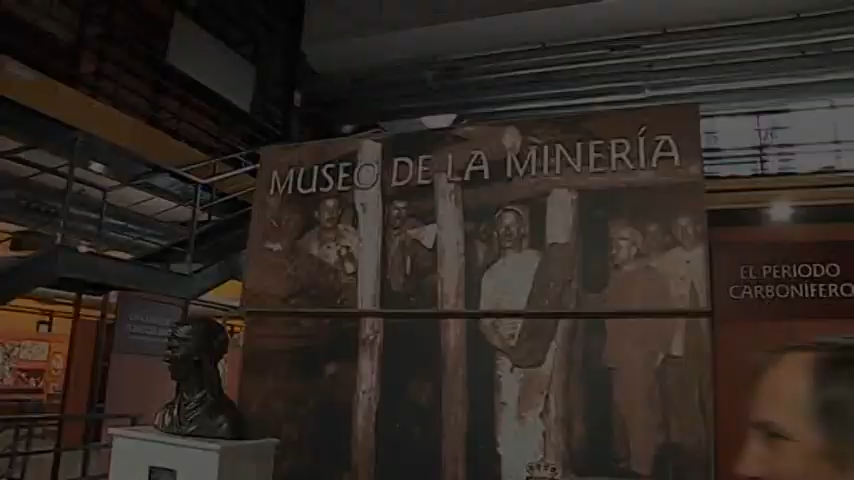 MUSEO DE LA MINERÍA
EL PERIODO
CARBONÍFERO